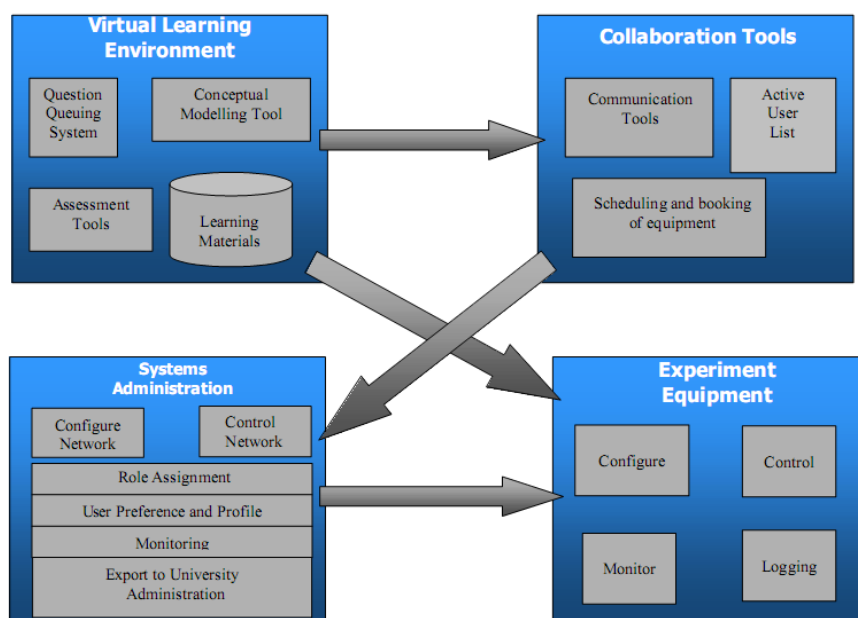 Virtual Learning
Environment
Question
Queuing
System
Conceptual
Modelling Tool
Assessment
Tools
Learning
Materials
Collaboration Tools
Communication
Tools
Active
User
List
Scheduling and booking
of equipment
Systems
Administration
Configure
Network
Control
Network
Role Assignment
User Preference and Profile
Monitoring
Export to University
Administration
Experiment
Equipment
Configure
Control
Monitor
Logging